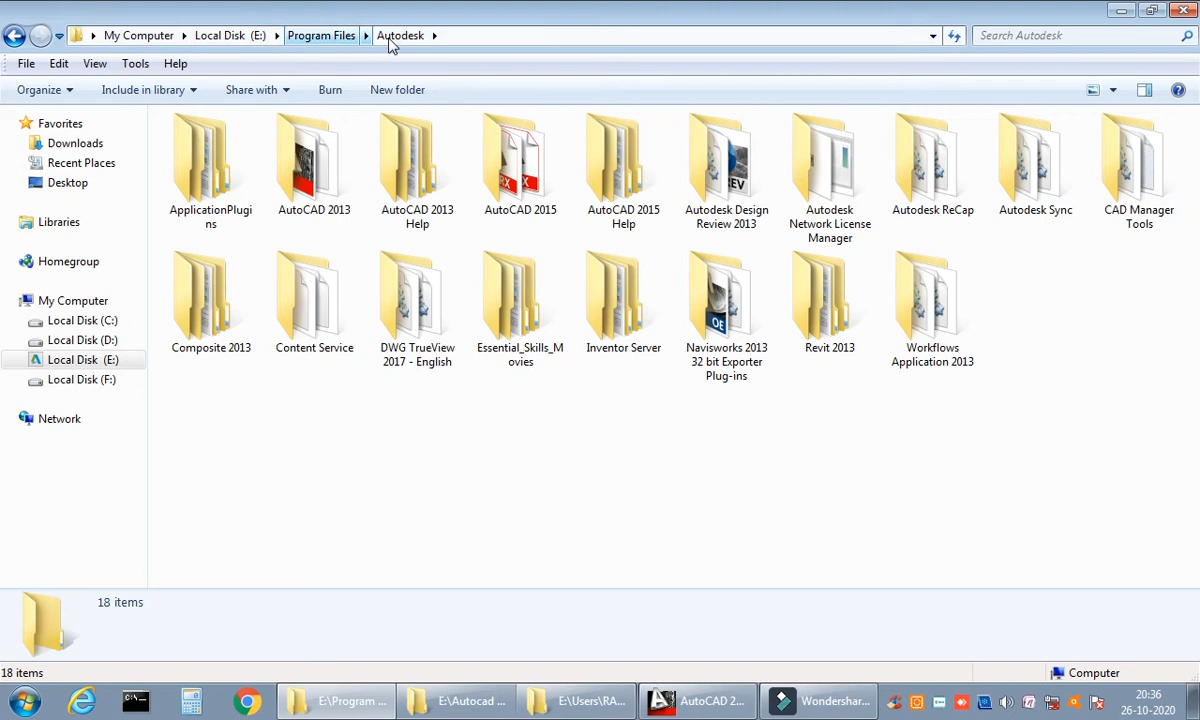 My Computer Local Disk (E:) Program Files Autodesk Search Autodesk
File Edit View Tools Help
Organize Include in library Share with Burn New folder
Favorites
Downloads
Recent Places
Desktop
Libraries
Homegroup
My Computer
Local Disk (C:)
Local Disk (D:)
Local Disk (E:)
Local Disk (F:)
Network
ApplicationPlugi
ns
AutoCAD 2013
AutoCAD 2013
Help
AutoCAD 2015
AutoCAD 2015
Help
Autodesk Design
Review 2013
Autodesk
Network License
Manager
Autodesk ReCap
Autodesk Sync
CAD Manager
Tools
Composite 2013
Content Service
DWG TrueView
2017 - English
Essential_Skills_M
ovies
Inventor Server
Navisworks 2013
32 bit Exporter
Plug-ins
Revit 2013
Workflows
Application 2013
18 items
18 items
Computer
E:\Program ... E:\Autocad ... E:\Users\RA... AutoCAD 2... Wondershar...
20:36
26-10-2020